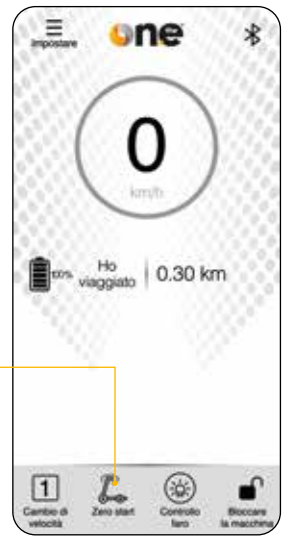 impostare
one
0
km/h
100%
Ho
viaggiato
0.30 km
1
Cambio di
velocità
Zero start
Controllo
faro
Bloccare
la macchina